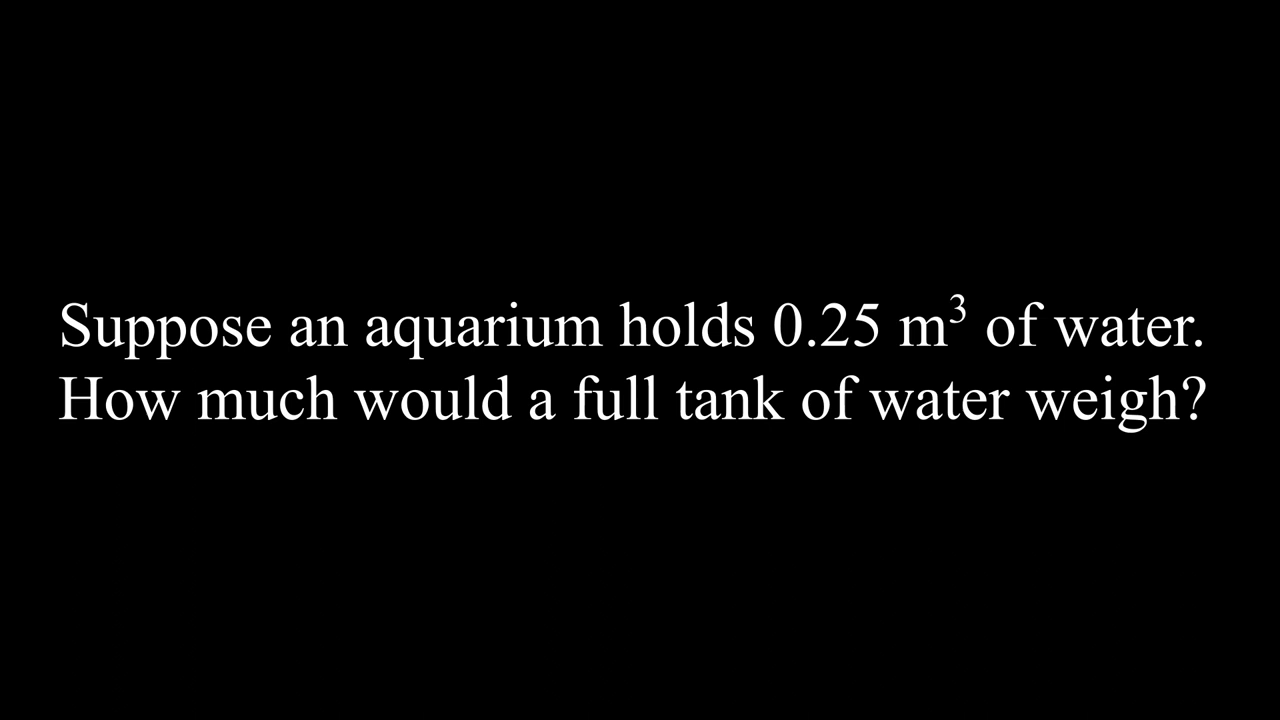 Suppose an aquarium holds 0.25 m³ of water.
How much would a full tank of water weigh?